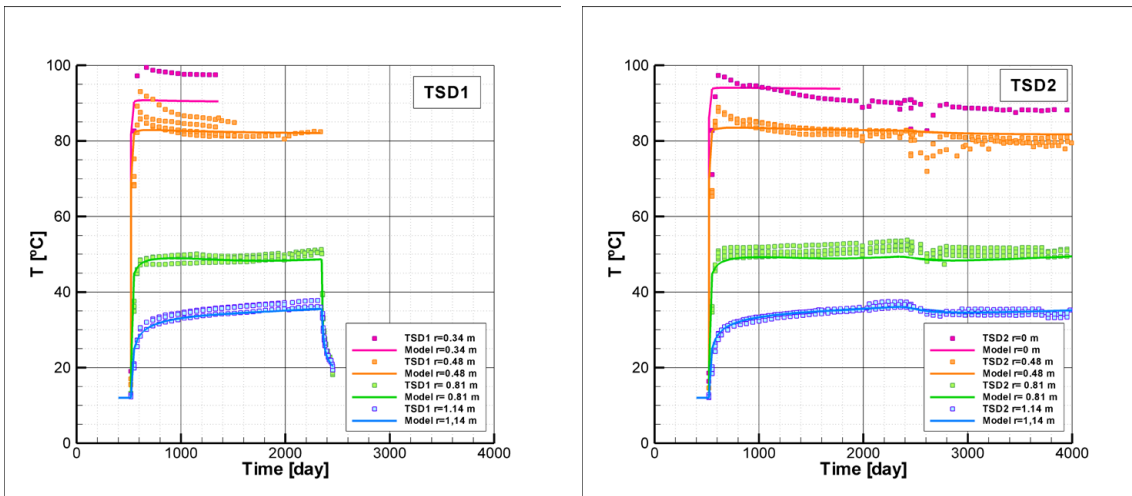 TSD1
100
80
60
40
20
0
T [ºC]
0
1000
2000
3000
4000
Time [day]
TSD1 r=0.34 m
Model r=0.34 m
TSD1 r=0.48 m
Model r=0.48 m
TSD1 r= 0.81 m
Model r= 0.81 m
TSD1 r=1.14 m
Model r=1,14 m
TSD2
100
80
60
40
20
0
T [ºC]
0
1000
2000
3000
4000
Time [day]
TSD2 r=0 m
Model r=0 m
TSD2 r=0.48 m
Model r=0.48 m
TSD2 r=0.81 m
Model r= 0.81 m
TSD2 r=1.14 m
Model r=1,14 m